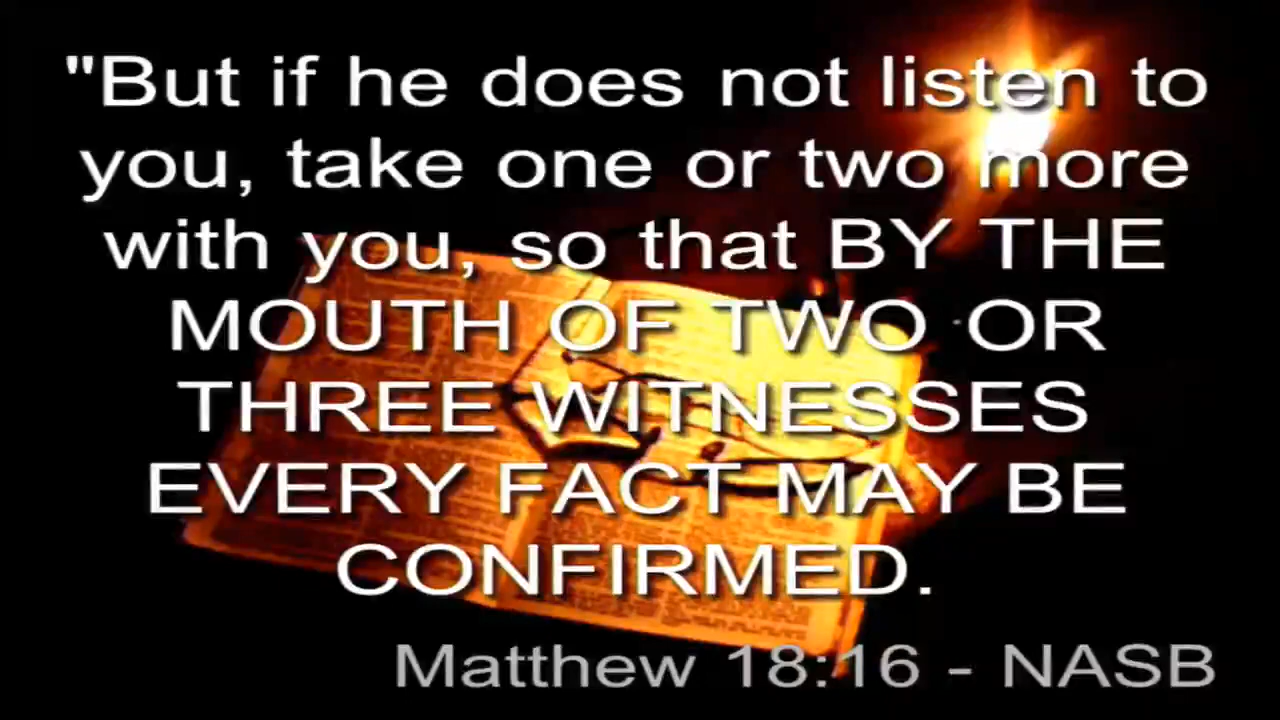 "But if he does not listen to
you, take one or two more
with you, so that BY THE
MOUTH OF TWO OR
THREE WITNESSES
EVERY FACT MAY BE
CONFIRMED.
Matthew 18:16 - NASB